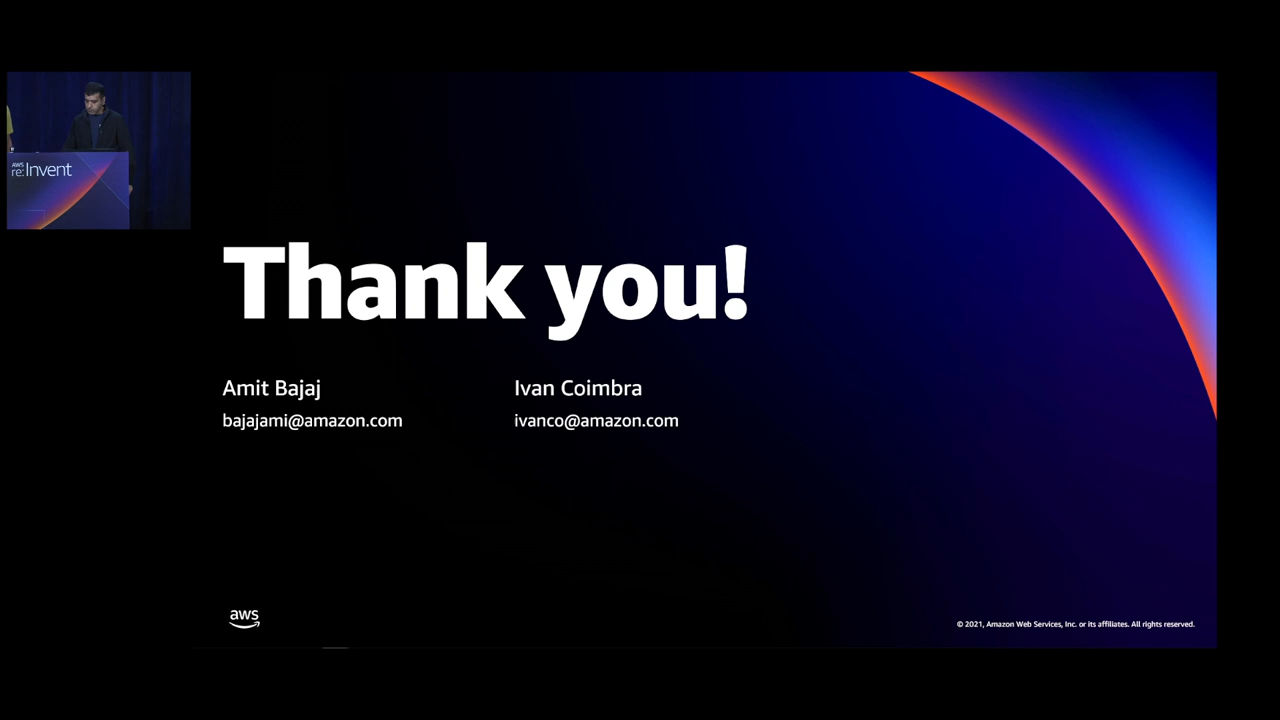 AWS
re:Invent
Thank you!
Amit Bajaj
bajajami@amazon.com
Ivan Coimbra
ivanco@amazon.com
aws
© 2021, Amazon Web Services, Inc. or its affiliates. All rights reserved.